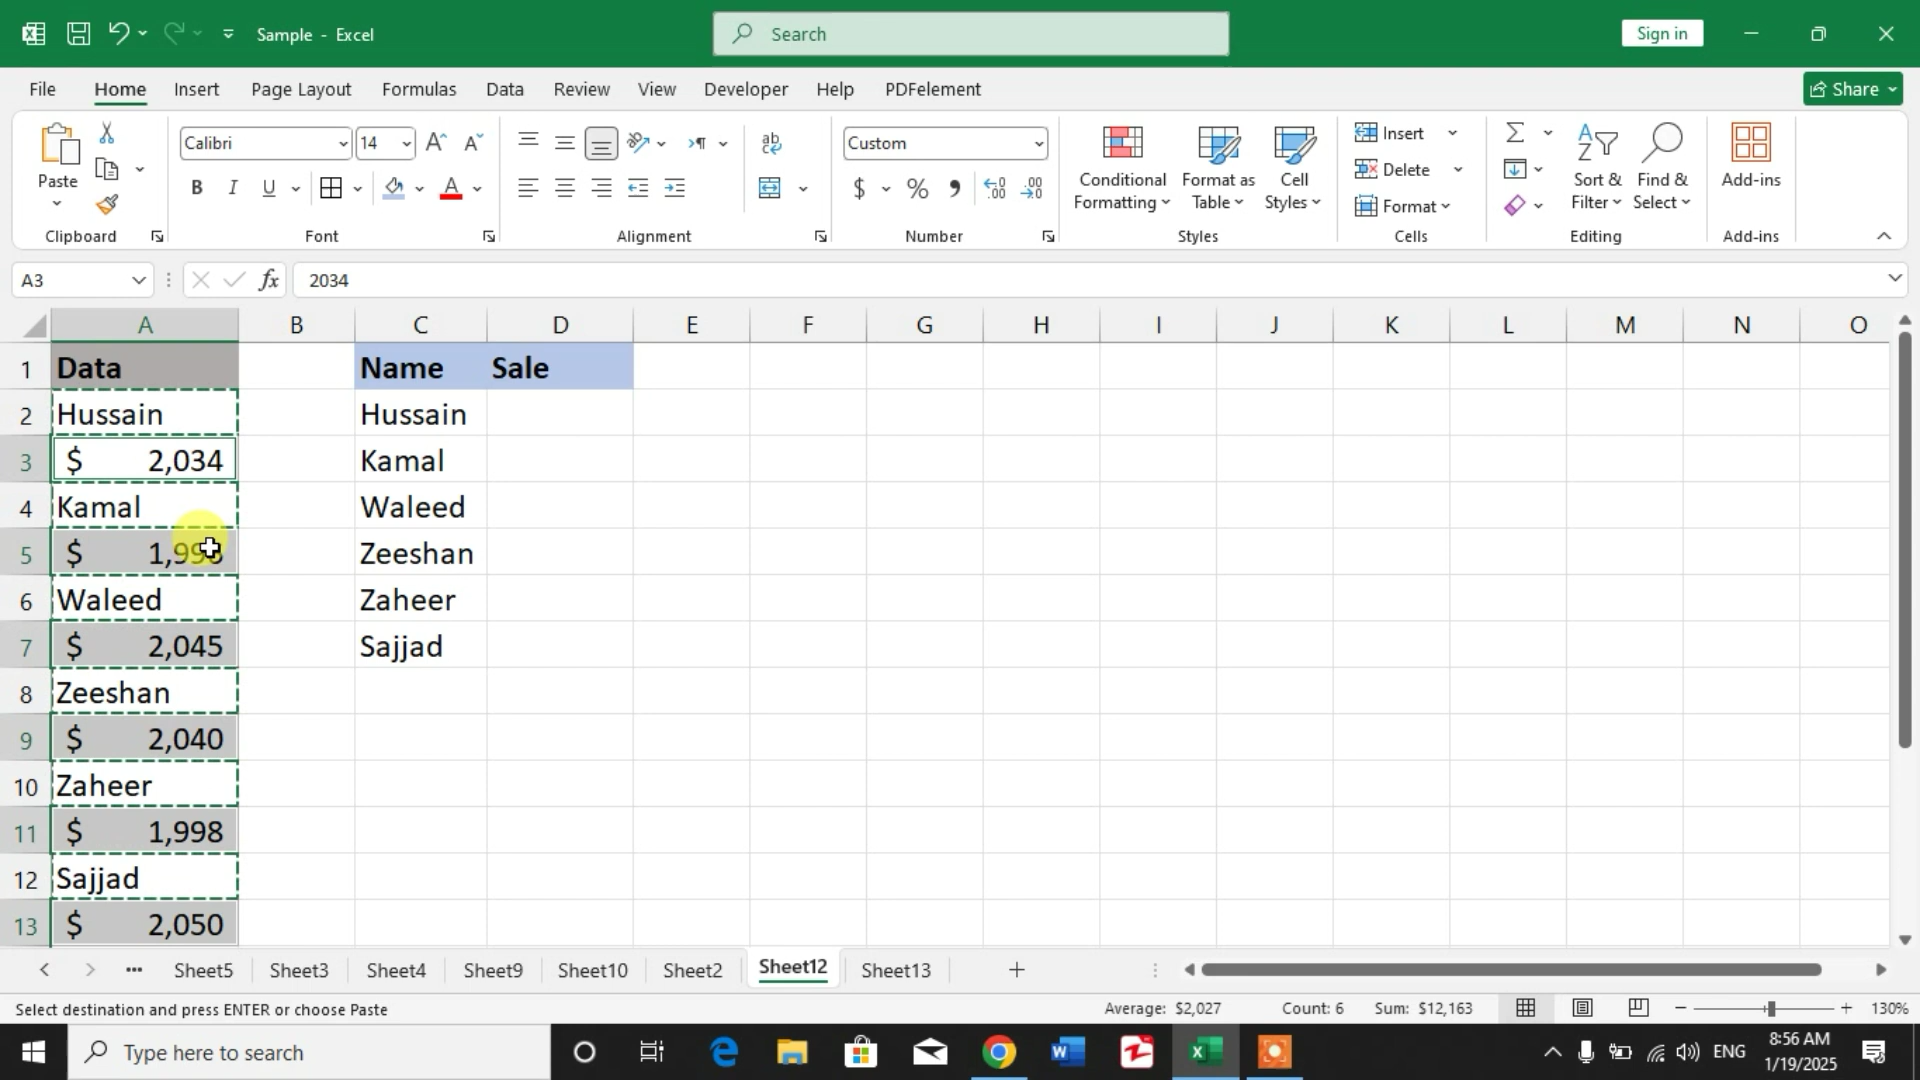 Sample - Excel
Search
Sign in
File Home Insert Page Layout Formulas Data Review View Developer Help PDFelement
Share
Paste
Calibri 14
B I U A
ab
Custom
$ % 9
Conditional Formatting
Format as Table
Cell Styles
Insert
Delete
Format
Sort & Filter
Find & Select
Add-ins
Clipboard Font Alignment Number Styles Cells Editing Add-ins
A3 fx 2034
A B C D E F G H I J K L M N O
1 Data Name Sale
2 Hussain Hussain
3 $ 2,034 Kamal
4 Kamal Waleed
5 $ Zeeshan
6 Waleed Zaheer
7 $ 2,045 Sajjad
8 Zeeshan
9 $ 2,040
10 Zaheer
11 $ 1,998
12 Sajjad
13 $ 2,050
... Sheet5 Sheet3 Sheet4 Sheet9 Sheet10 Sheet2 Sheet12 Sheet13 +
Select destination and press ENTER or choose Paste Average: $2,027 Count: 6 Sum: $12,163 130%
Type here to search
ENG
8:56 AM
1/19/2025